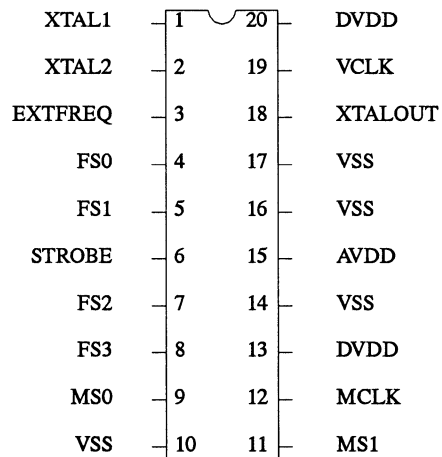 XTAL1 1 20 DVDD
XTAL2 2 19 VCLK
EXTFREQ 3 18 XTALOUT
FS0 4 17 VSS
FS1 5 16 VSS
STROBE 6 15 AVDD
FS2 7 14 VSS
FS3 8 13 DVDD
MS0 9 12 MCLK
VSS 10 11 MS1